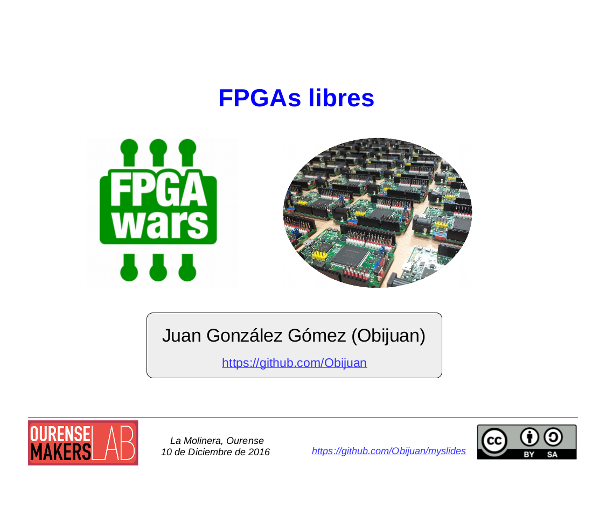 FPGAs libres
FPGA
wars
Juan González Gómez (Obijuan)
https://github.com/Obijuan
OURENSE
MAKERS
LAB
La Molinera, Ourense
10 de Diciembre de 2016
https://github.com/Obijuan/myslides
cc
BY SA